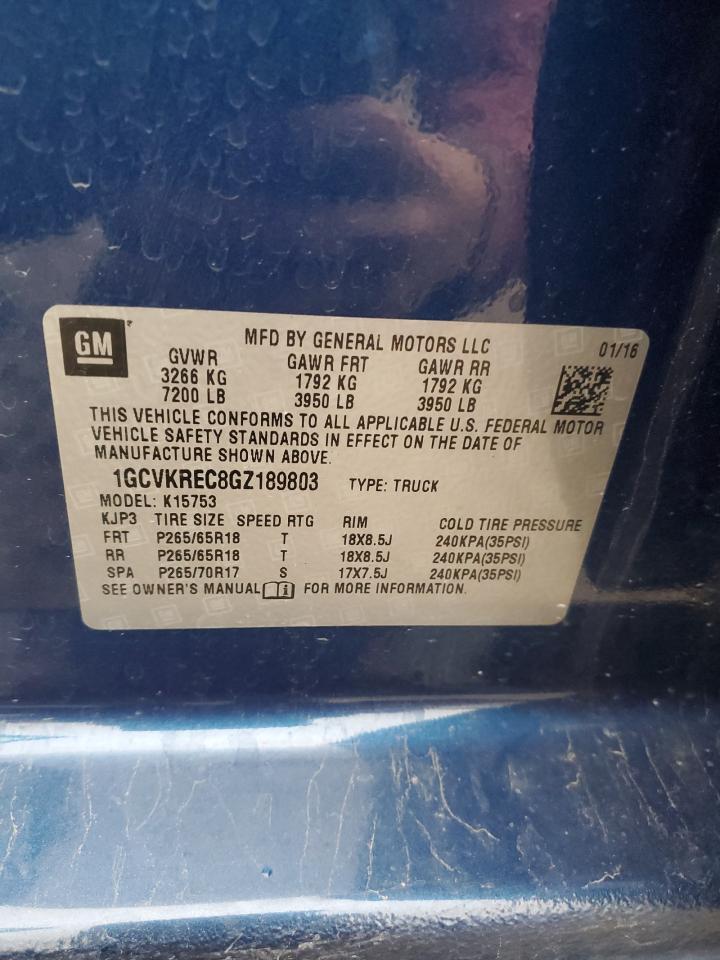 GM
MFD BY GENERAL MOTORS LLC 01/16
GVWR GAWR FRT GAWR RR
3266 KG 1792 KG 1792 KG
7200 LB 3950 LB 3950 LB
THIS VEHICLE CONFORMS TO ALL APPLICABLE U.S. FEDERAL MOTOR
VEHICLE SAFETY STANDARDS IN EFFECT ON THE DATE OF
MANUFACTURE SHOWN ABOVE.
1GCVKREC8GZ189803 TYPE: TRUCK
MODEL: K15753
KJP3 TIRE SIZE SPEED RTG RIM COLD TIRE PRESSURE
FRT P265/65R18 T 18X8.5J 240KPA(35PSI)
RR P265/65R18 T 18X8.5J 240KPA(35PSI)
SPA P265/70R17 S 17X7.5J 240KPA(35PSI)
SEE OWNER'S MANUAL i FOR MORE INFORMATION.